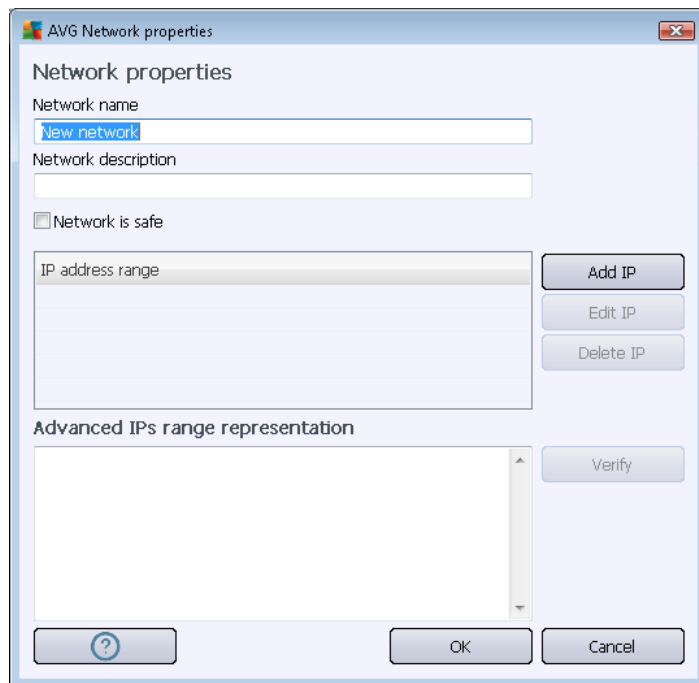 AVG Network properties
Network properties
Network name
New network
Network description
Network is safe
IP address range
Add IP
Edit IP
Delete IP
Advanced IPs range representation
Verify
?
OK
Cancel